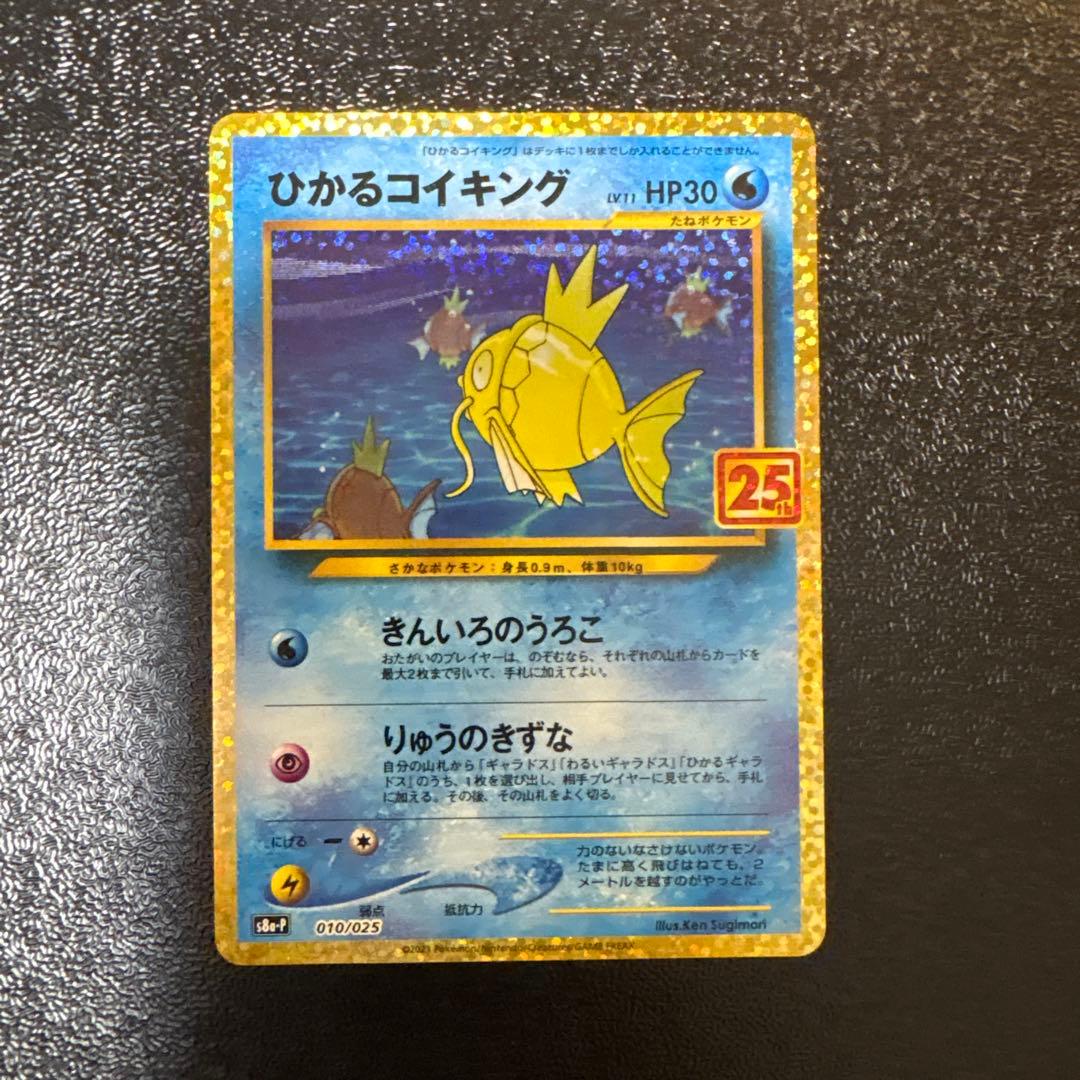 「ひかるコイキング」はデッキに1枚までしか入れることができません。
ひかるコイキング LV.11 HP30
たねポケモン
25th
さかなポケモン：身長0.9m、体重10kg
きんいろのうろこ
おたがいのプレイヤーは、のぞむなら、それぞれの山札からカードを
最大2枚まで引いて、手札に加えてよい。
りゅうのきずな
自分の山札から「ギャラドス」「わるいギャラドス」「ひかるギャラ
ドス」のうち、1枚を選び出し、相手プレイヤーに見せてから、手札
に加える。その後、その山札をよく切る。
にげる
力のないなさけないポケモン。
たまに高く飛びはねても、2
メートルを越すのがやっとだ。
弱点 抵抗力
s8a-P 010/025
Illus.Ken Sugimori
©2021 Pokémon/Nintendo/Creatures/GAME FREAK